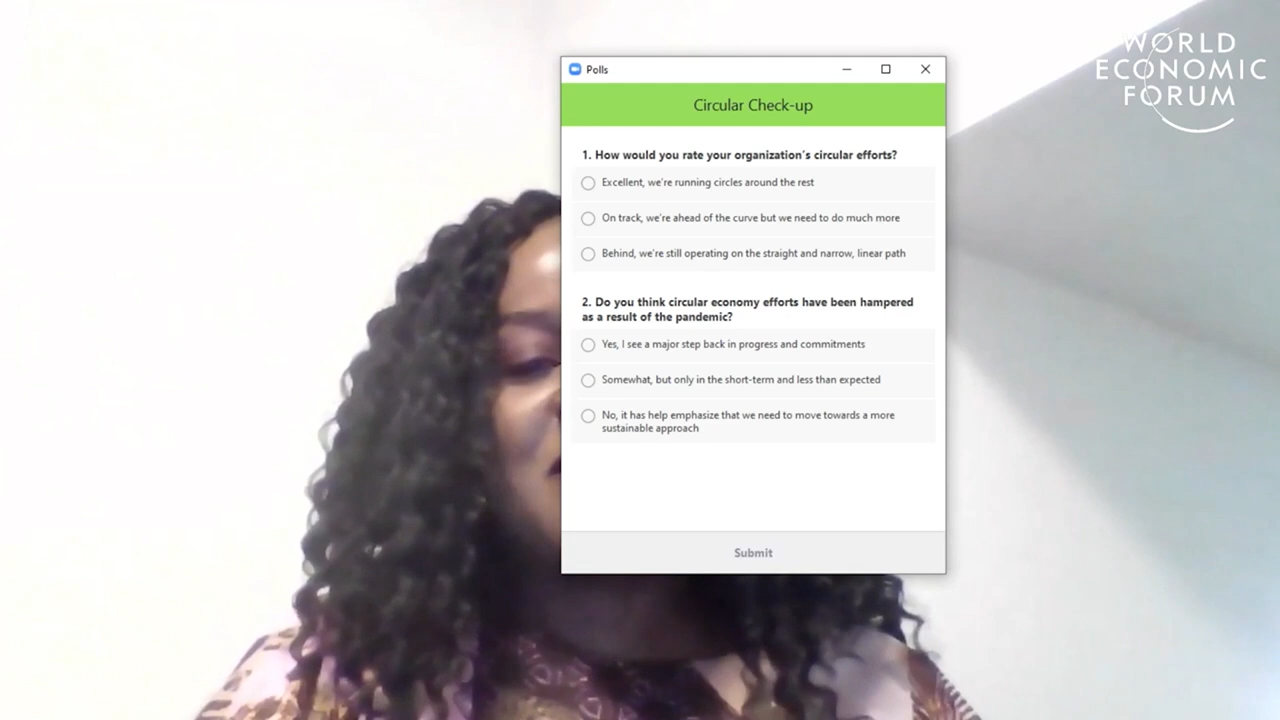 WORLD
ECONOMIC
FORUM
Polls
Circular Check-up
1. How would you rate your organization's circular efforts?
Excellent, we're running circles around the rest
On track, we're ahead of the curve but we need to do much more
Behind, we're still operating on the straight and narrow, linear path
2. Do you think circular economy efforts have been hampered
as a result of the pandemic?
Yes, I see a major step back in progress and commitments
Somewhat, but only in the short-term and less than expected
No, it has help emphasize that we need to move towards a more
sustainable approach
Submit